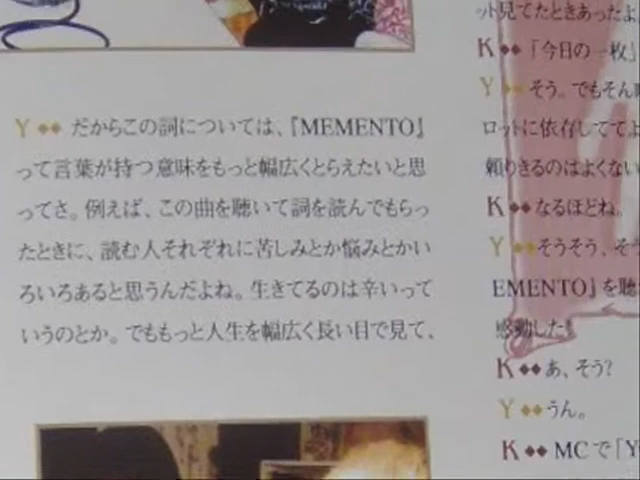 Y ◆◆ だからこの詞については、『MEMENTO』
って言葉が持つ意味をもっと幅広くとらえたいと思
ってさ。例えば、この曲を聴いて詞を読んでもらっ
たときに、読む人それぞれに苦しみとか悩みとかい
ろいろあると思うんだよね。生きてるのは辛いって
いうのとか。でももっと人生を幅広く長い目で見て、
ット見てたときあったよ
K ◆◆「今日の一枚」
Y ◆◆ そう。でもそん
ロットに依存しててよ
頼りきるのはよくない
K ◆◆ なるほどね。
Y ◆◆ そうそう、そ
EMENTO』を聴
感動した!
K ◆◆ あ、そう?
Y ◆◆ うん。
K ◆◆ MCで「Y